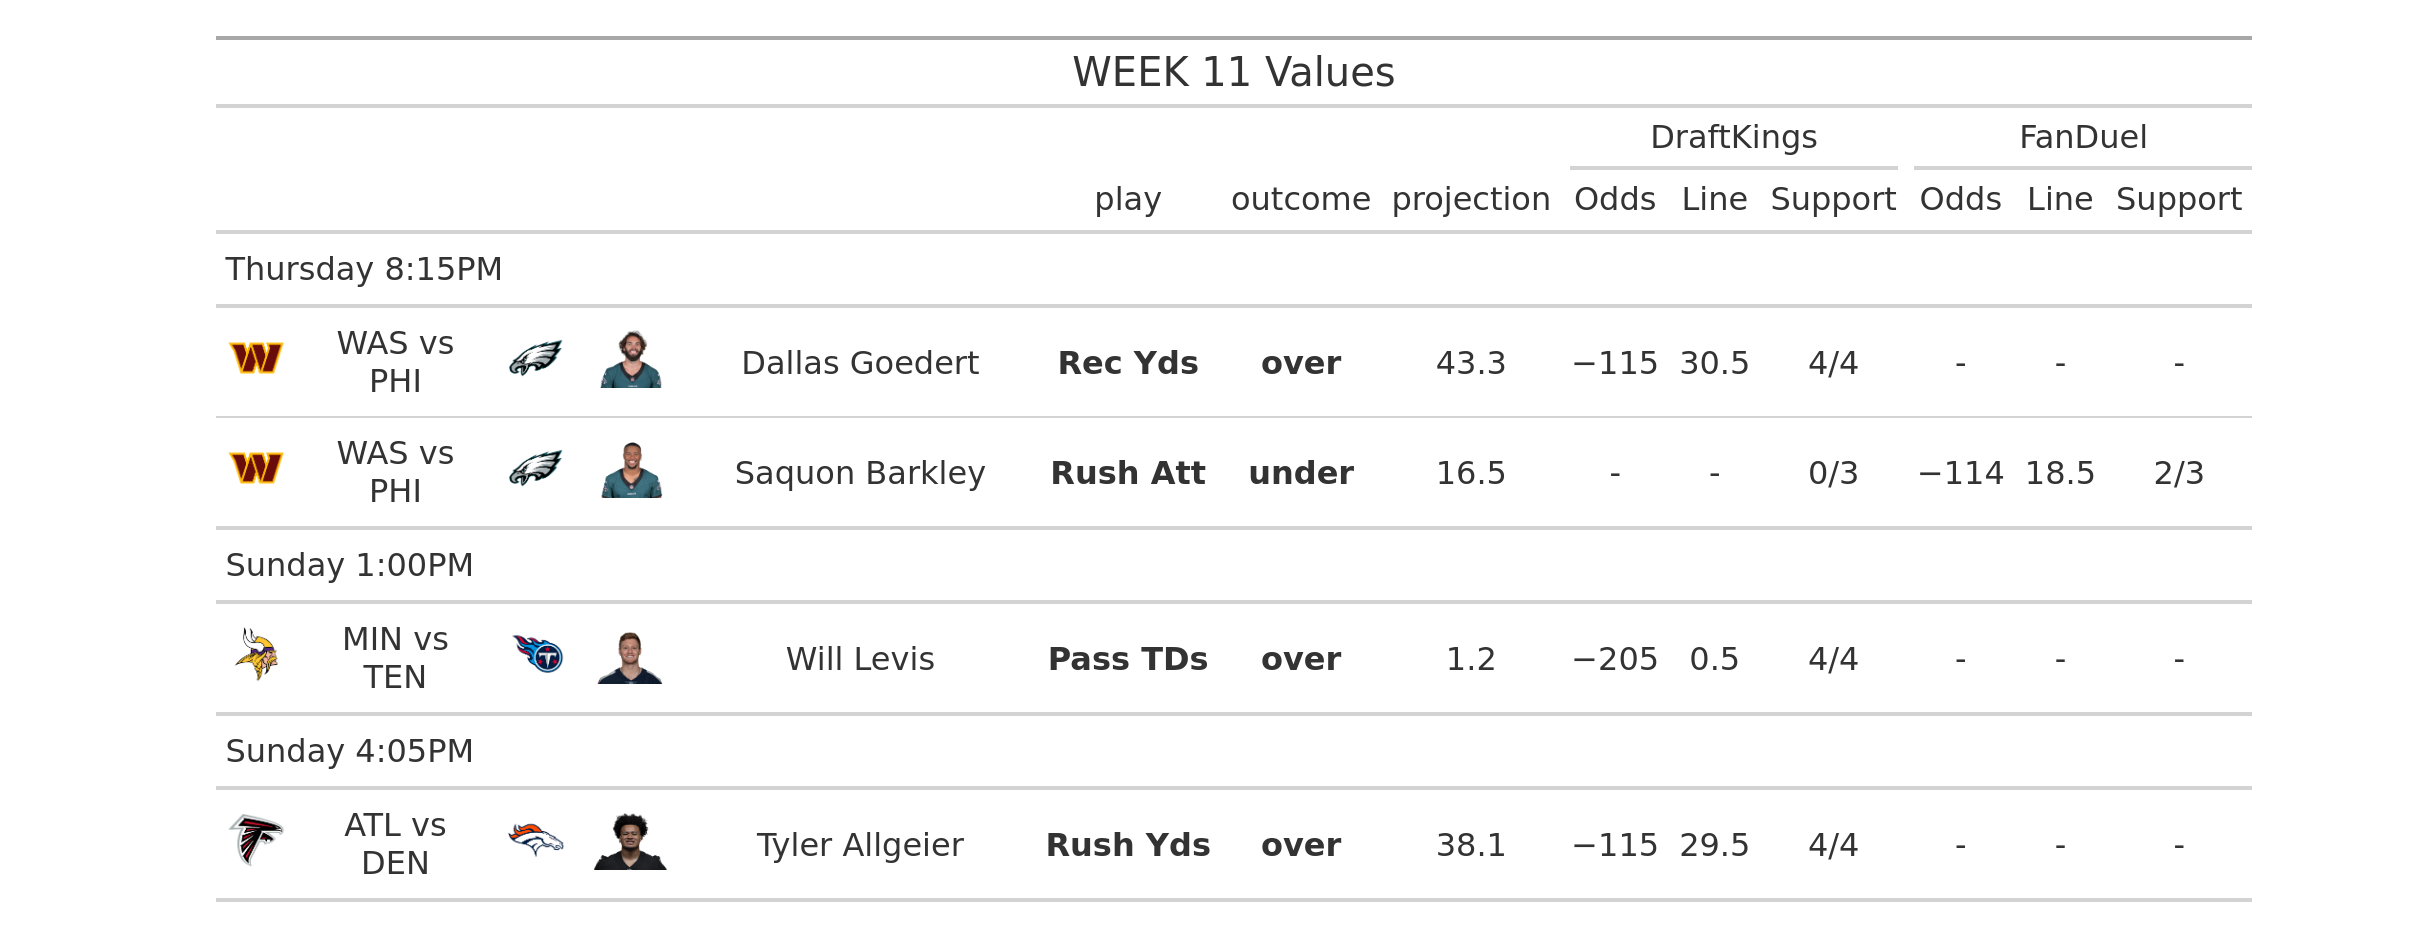 WEEK 11 Values
DraftKings FanDuel
play outcome projection Odds Line Support Odds Line Support
Thursday 8:15PM
WAS vs PHI Dallas Goedert Rec Yds over 43.3 −115 30.5 4/4 - - -
WAS vs PHI Saquon Barkley Rush Att under 16.5 - - 0/3 −114 18.5 2/3
Sunday 1:00PM
MIN vs TEN Will Levis Pass TDs over 1.2 −205 0.5 4/4 - - -
Sunday 4:05PM
ATL vs DEN Tyler Allgeier Rush Yds over 38.1 −115 29.5 4/4 - - -